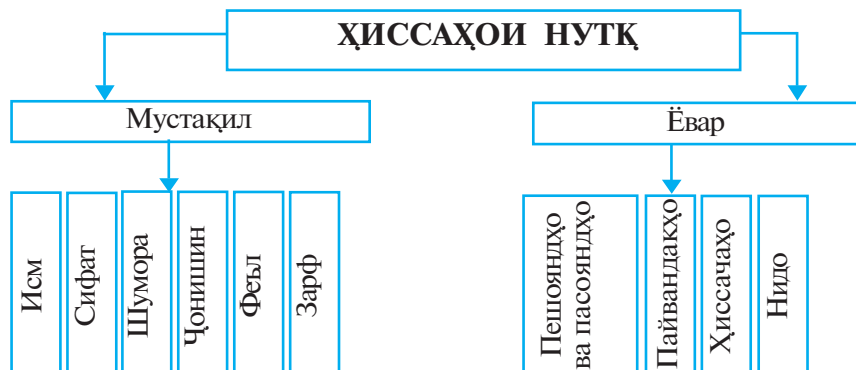 ҲИССАҲОИ НУТҚ
Мустақил
Ёвар
Исм
Сифат
Шумора
Ҷонишин
Феъл
Зарф
Пешояндҳо
ва пасояндҳо
Пайвандакҳо
Ҳиссачаҳо
Нидо